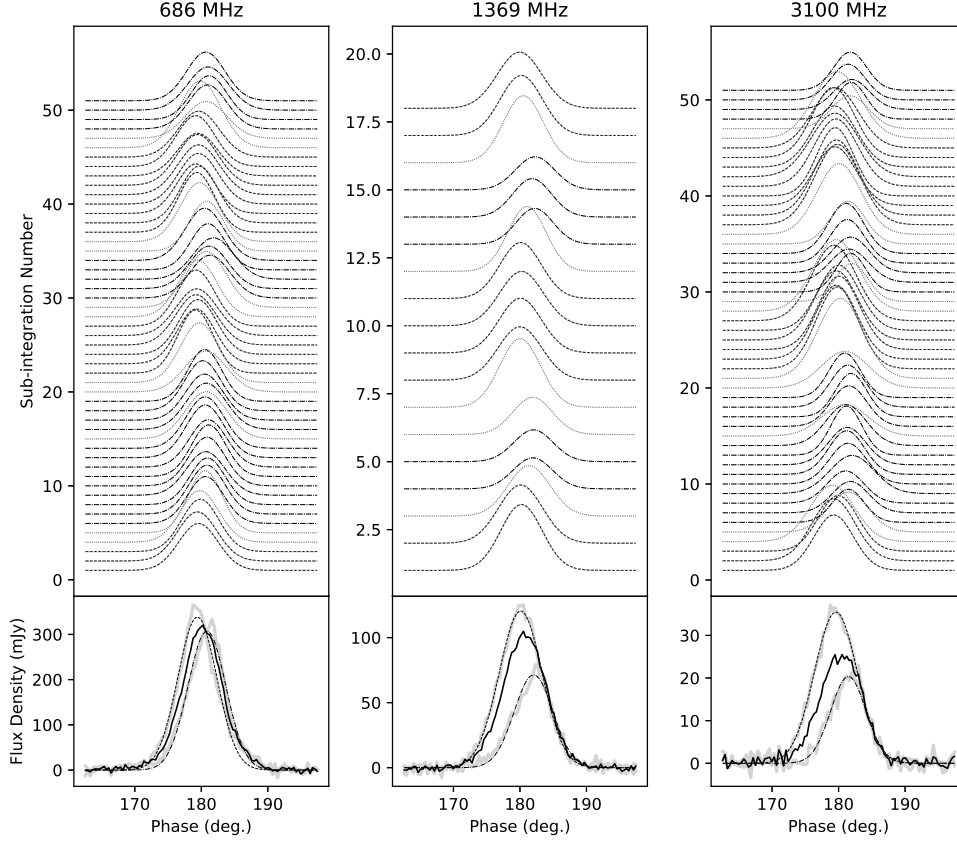 686 MHz
1369 MHz
3100 MHz
Sub-integration Number
50
40
30
20
10
0
20.0
17.5
15.0
12.5
10.0
7.5
5.0
2.5
50
40
30
20
10
0
Flux Density (mJy)
300
200
100
0
100
50
0
30
20
10
0
170 180 190
170 180 190
170 180 190
Phase (deg.)
Phase (deg.)
Phase (deg.)